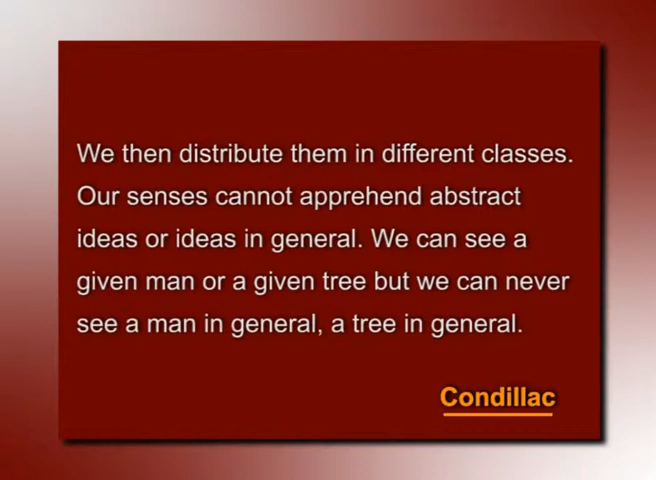 We then distribute them in different classes.
Our senses cannot apprehend abstract
ideas or ideas in general. We can see a
given man or a given tree but we can never
see a man in general, a tree in general.
Condillac